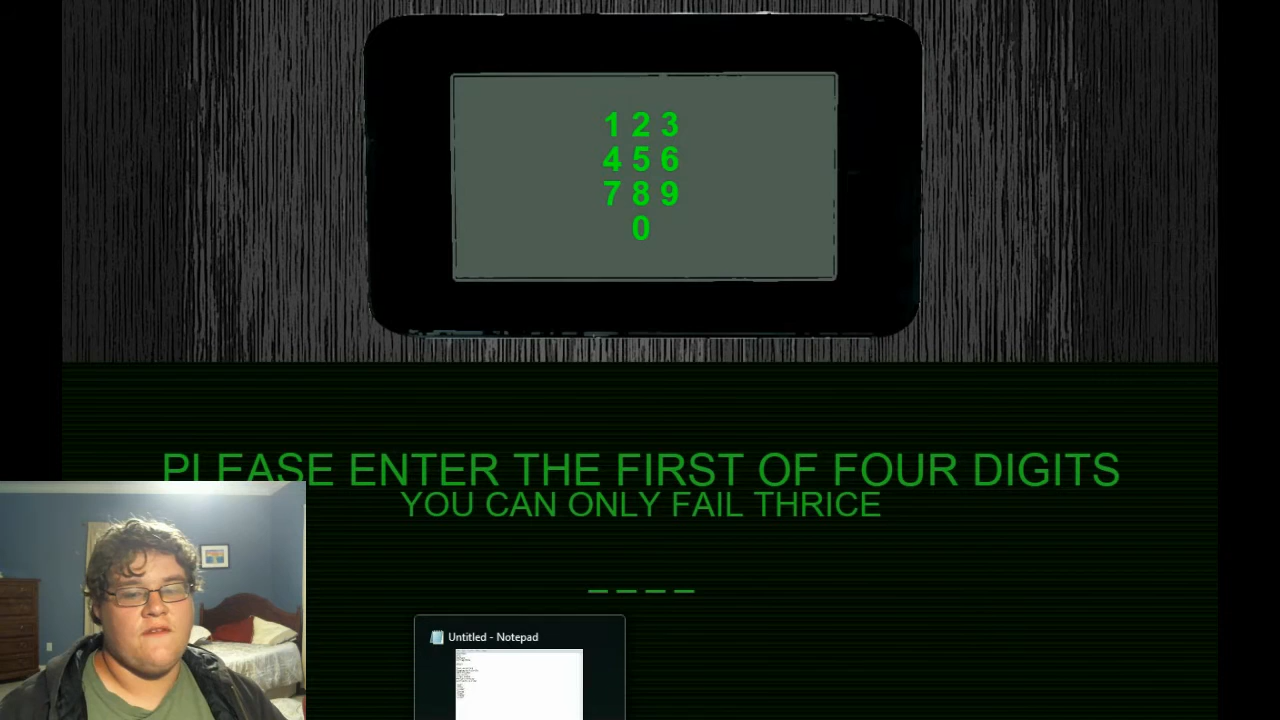 1 2 3
4 5 6
7 8 9
0
PLEASE ENTER THE FIRST OF FOUR DIGITS
YOU CAN ONLY FAIL THRICE
_ _ _ _
Untitled - Notepad